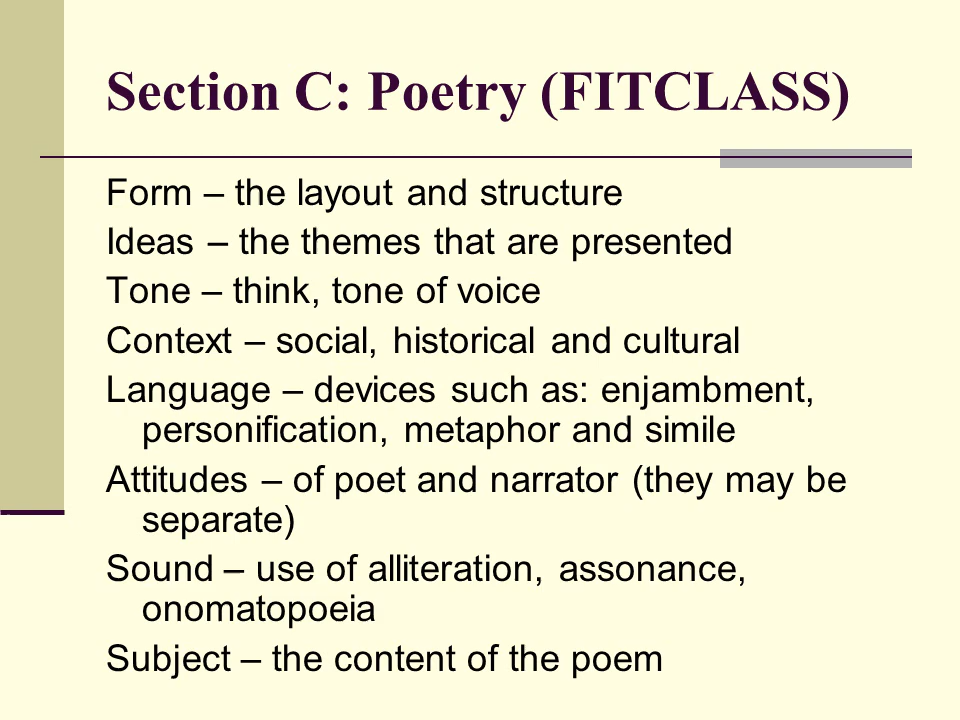 Section C: Poetry (FITCLASS)
Form – the layout and structure
Ideas – the themes that are presented
Tone – think, tone of voice
Context – social, historical and cultural
Language – devices such as: enjambment,
personification, metaphor and simile
Attitudes – of poet and narrator (they may be
separate)
Sound – use of alliteration, assonance,
onomatopoeia
Subject – the content of the poem